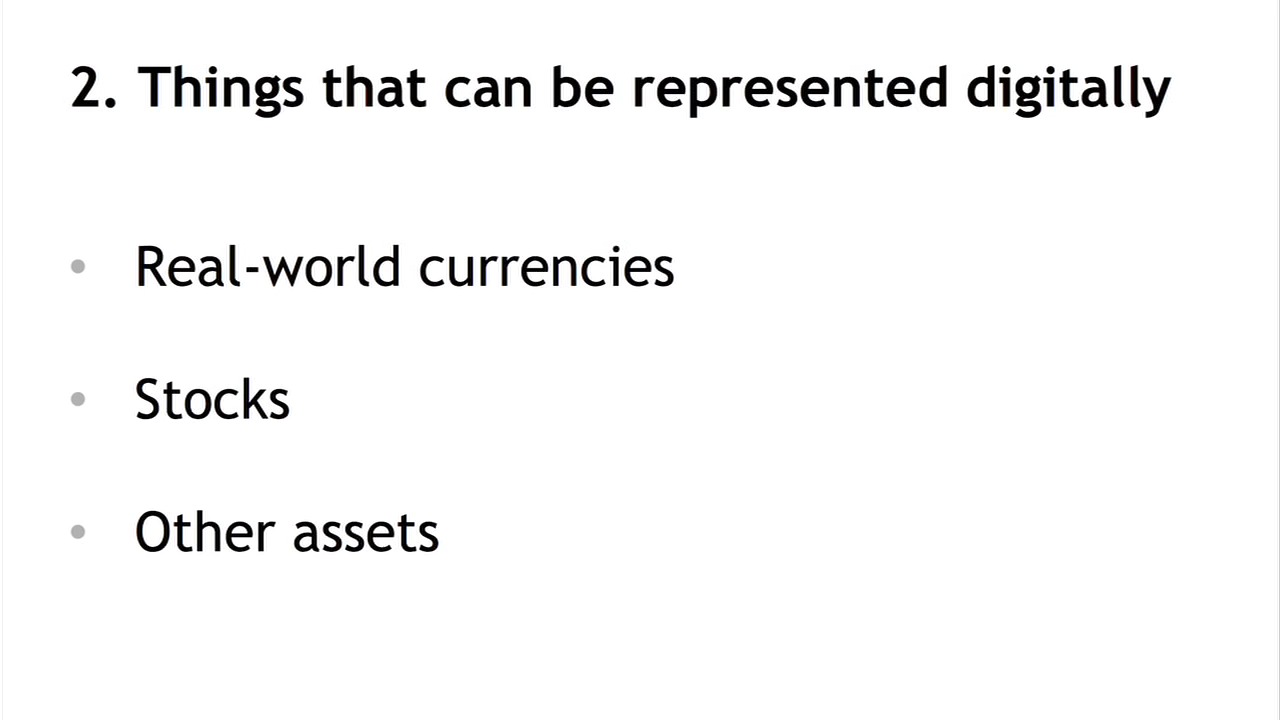 2. Things that can be represented digitally
• Real-world currencies
• Stocks
• Other assets